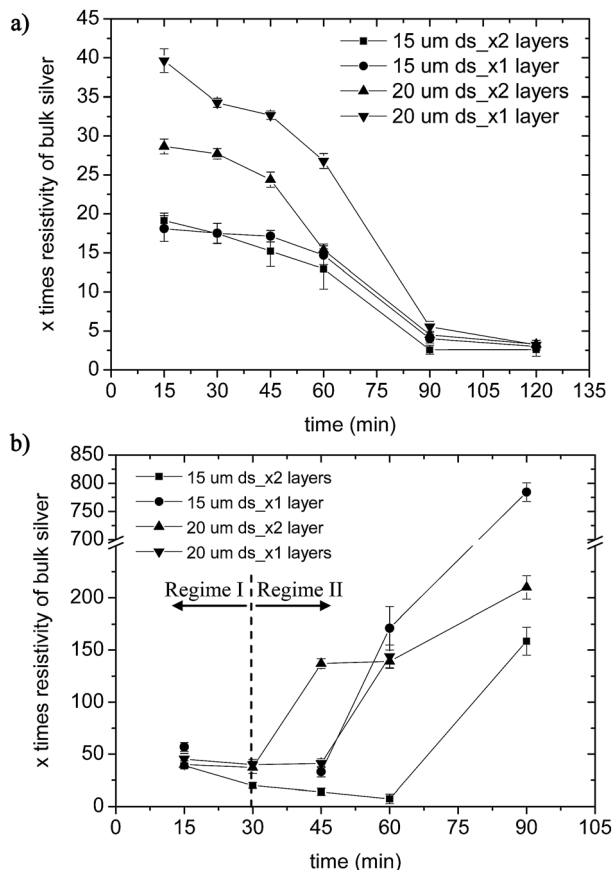 a)
x times resistivity of bulk silver
45
40
35
30
25
20
15
10
5
0
15 um ds_x2 layers
15 um ds_x1 layer
20 um ds_x2 layers
20 um ds_x1 layer
0 15 30 45 60 75 90 105 120 135
time (min)
b)
x times resistivity of bulk silver
850
800
750
700
200
150
100
50
0
15 um ds_x2 layers
15 um ds_x1 layer
20 um ds_x2 layer
20 um ds_x1 layers
Regime I Regime II
0 15 30 45 60 75 90 105
time (min)